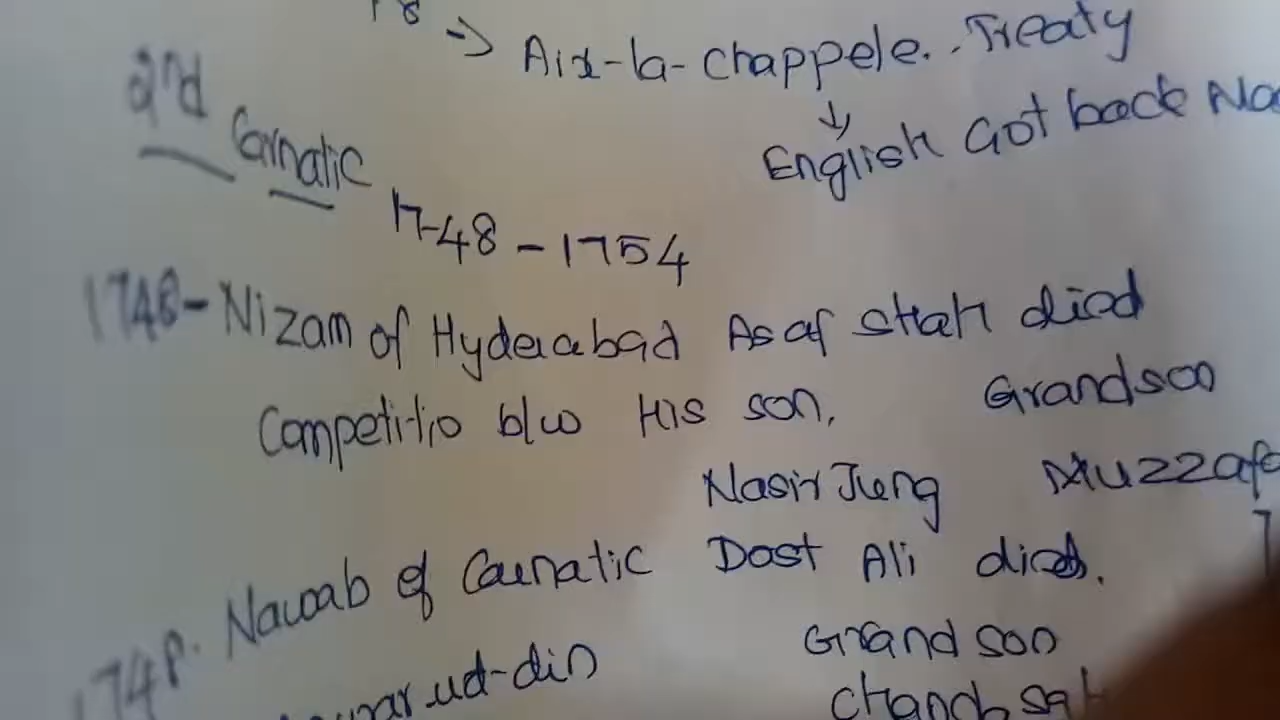 -> Aix-la-chappele. Treaty
↓
English Got back
2nd Carnatic
1748 - 1754
1748 - Nizam of Hyderabad Asaf Shah died
Competitio b/w His son, Grandson
Nasir Jung
Nawab of Carnatic Dost Ali died.
174
ud-din Grand son